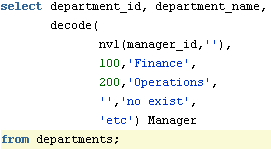 select department_id, department_name,
decode(
nvl(manager_id,''),
100,'Finance',
200,'Operations',
'','no exist',
'etc') Manager
from departments;